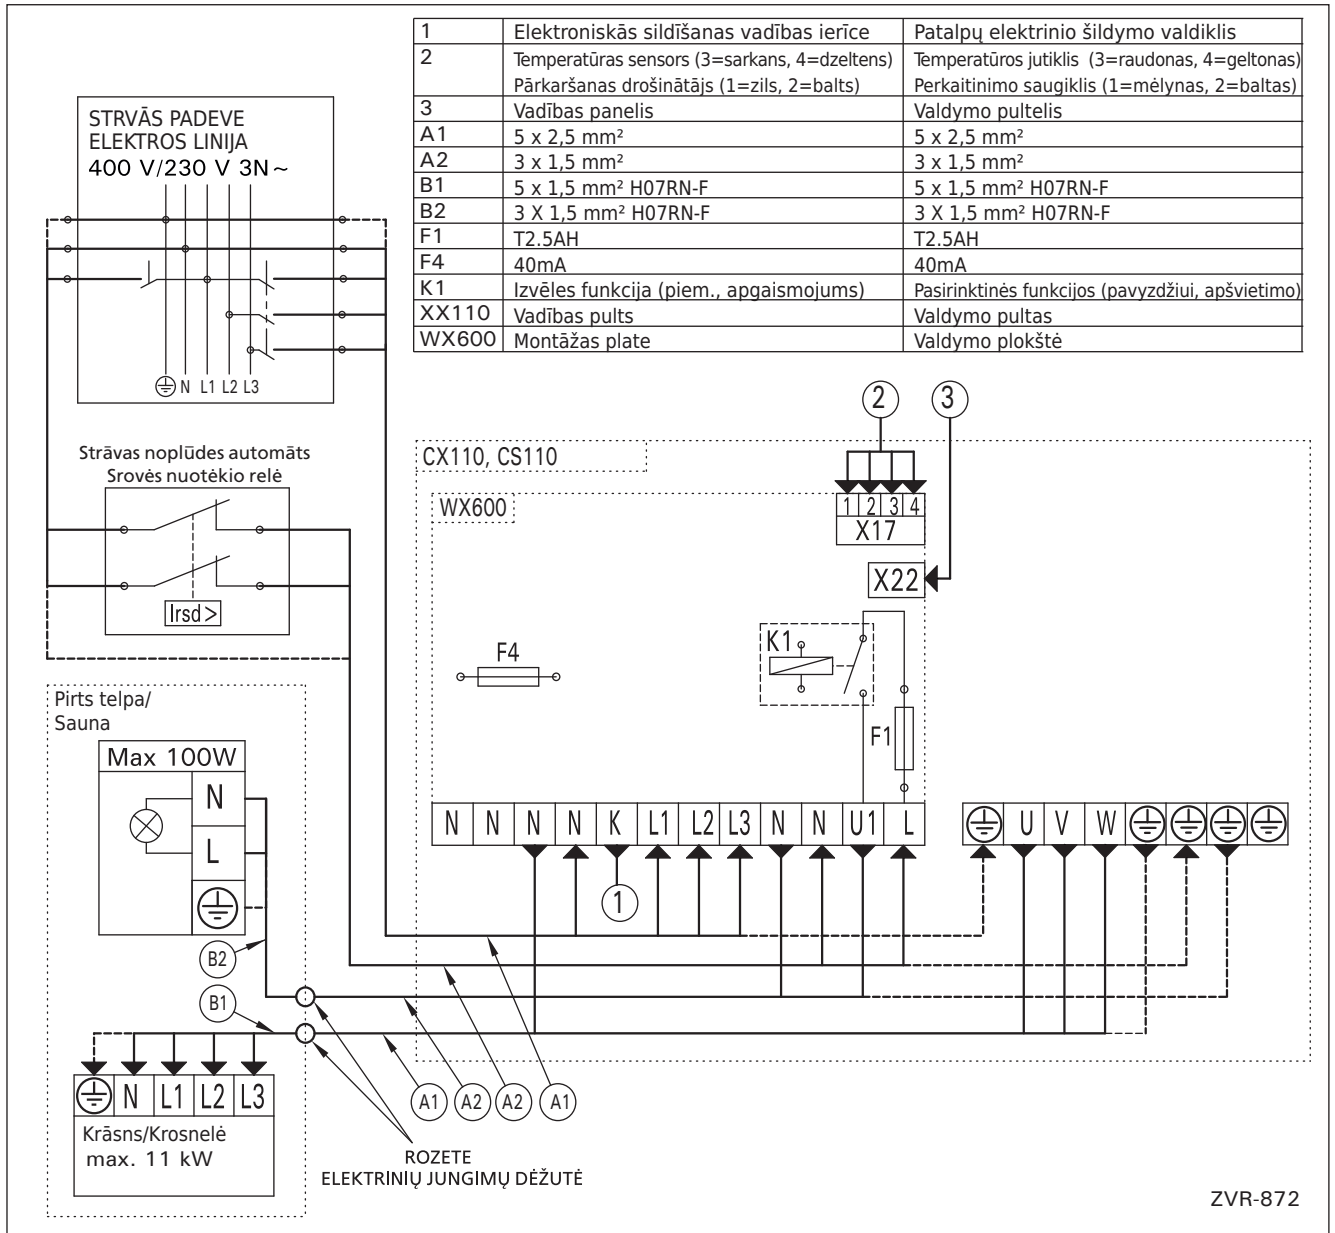 1 Elektroniskās sildīšanas vadības ierīce Patalpų elektrinio šildymo valdiklis
2 Temperatūras sensors (3=sarkans, 4=dzeltens) Temperatūros jutiklis (3=raudonas, 4=geltonas)
Pārkaršanas drošinātājs (1=zils, 2=balts) Perkaitinimo saugiklis (1=mėlynas, 2=baltas)
3 Vadības panelis Valdymo pultelis
A1 5 x 2,5 mm² 5 x 2,5 mm²
A2 3 x 1,5 mm² 3 x 1,5 mm²
B1 5 x 1,5 mm² H07RN-F 5 x 1,5 mm² H07RN-F
B2 3 X 1,5 mm² H07RN-F 3 X 1,5 mm² H07RN-F
F1 T2.5AH T2.5AH
F4 40mA 40mA
K1 Izvēles funkcija (piem., apgaismojums) Pasirinktinės funkcijos (pavyzdžiui, apšvietimo)
XX110 Vadības pults Valdymo pultas
WX600 Montāžas plate Valdymo plokštė
STRVĀS PADEVE
ELEKTROS LINIJA
400 V/230 V 3N~
N L1 L2 L3
Strāvas noplūdes automāts
Srovės nuotėkio relė
Irsd >
2 3
CX110, CS110
WX600
1 2 3 4
X17
X22
K1
F4
F1
N N N N K L1 L2 L3 N N U1 L
U V W
1
Pirts telpa/
Sauna
Max 100W
N
L
B2
B1
N L1 L2 L3
Krāsns/Krosnelė
max. 11 kW
A1 A2 A2 A1
ROZETE
ELEKTRINIŲ JUNGIMŲ DĖŽUTĖ
ZVR-872